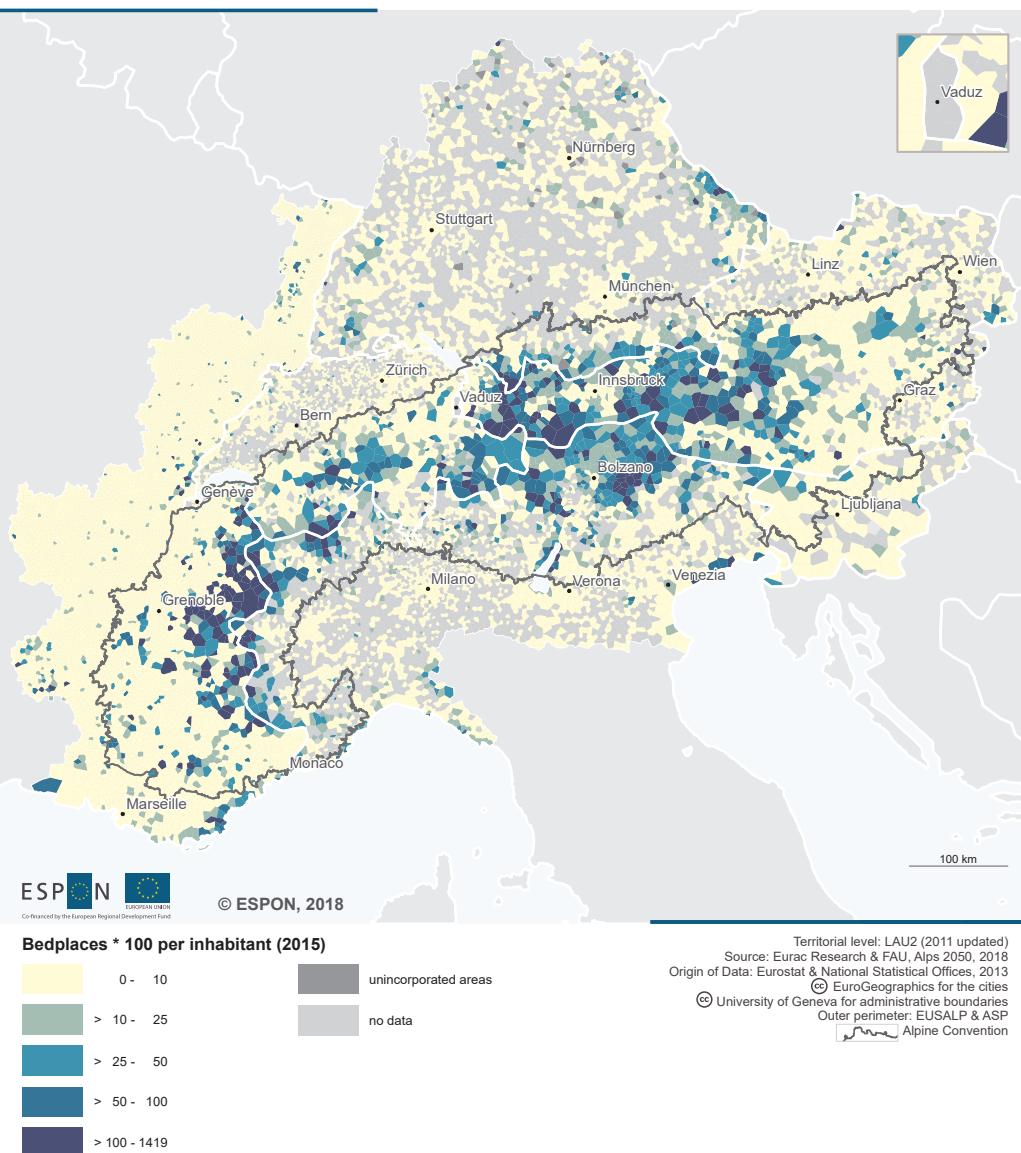 Vaduz
Nürnberg
Stuttgart
Linz
Wien
München
Zürich
Innsbruck
Vaduz
Graz
Bern
Bolzano
Genève
Ljubljana
Milano
Verona
Venezia
Grenoble
Monaco
Marseille
100 km
ESPON
EUROPEAN UNION
Co-financed by the European Regional Development Fund
© ESPON, 2018
Bedplaces * 100 per inhabitant (2015)
0 - 10
> 10 - 25
> 25 - 50
> 50 - 100
> 100 - 1419
unincorporated areas
no data
Territorial level: LAU2 (2011 updated)
Source: Eurac Research & FAU, Alps 2050, 2018
Origin of Data: Eurostat & National Statistical Offices, 2013
cc EuroGeographics for the cities
cc University of Geneva for administrative boundaries
Outer perimeter: EUSALP & ASP
Alpine Convention